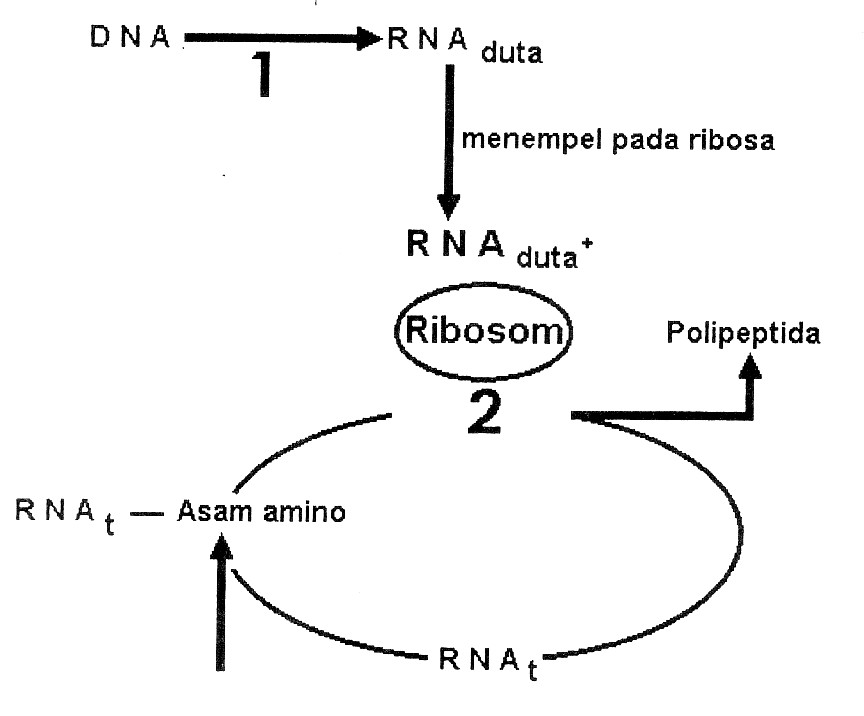 DNA RNA duta
1
menempel pada ribosa
RNA duta+
Ribosom
Polipeptida
2
RNA t — Asam amino
RNA t